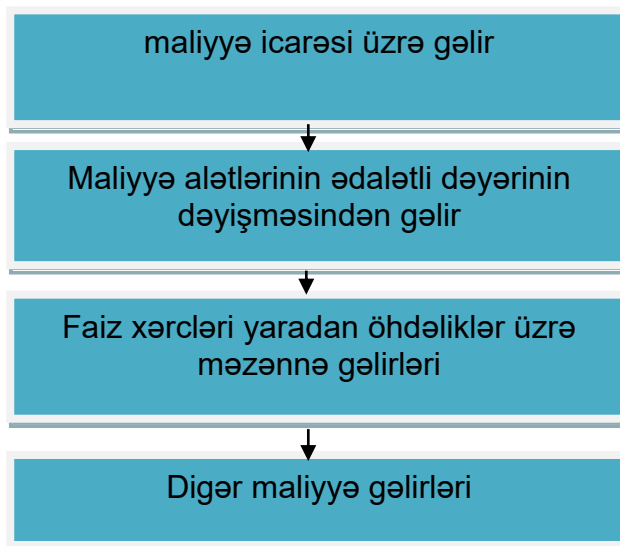 maliyyə icarəsi üzrə gəlir
Maliyyə alətlərinin ədalətli dəyərinin
dəyişməsindən gəlir
Faiz xərcləri yaradan öhdəliklər üzrə
məzənnə gəlirləri
Digər maliyyə gəlirləri